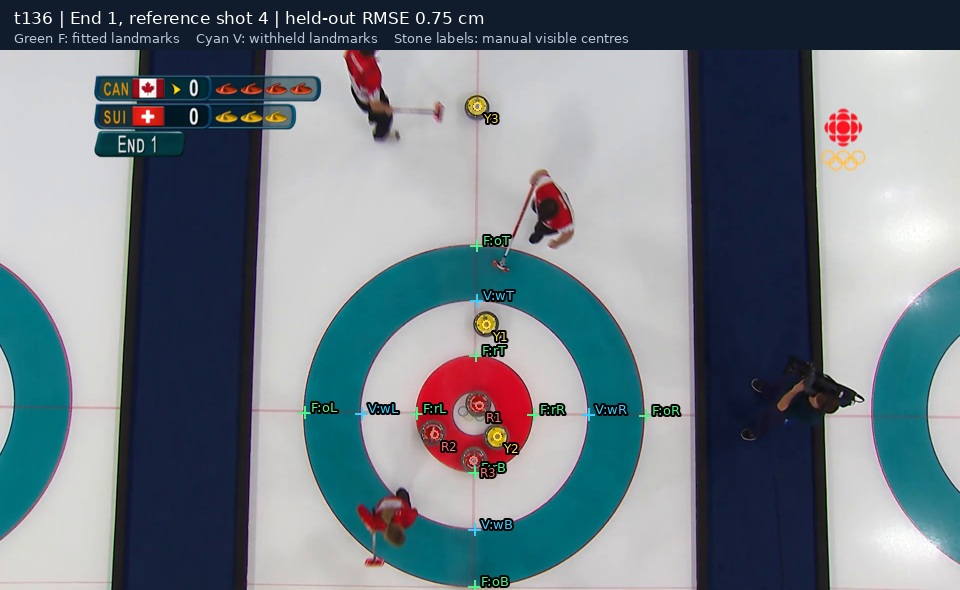 t136 | End 1, reference shot 4 | held-out RMSE 0.75 cm
Green F: fitted landmarks    Cyan V: withheld landmarks    Stone labels: manual visible centres
CAN 0
SUI 0
END 1
Y3
F:oT
V:wT
Y1
F:rT
F:oL
V:wL
F:rL
R1
F:rR
V:wR
F:oR
R2
Y2
F:rB
R3
V:wB
F:oB